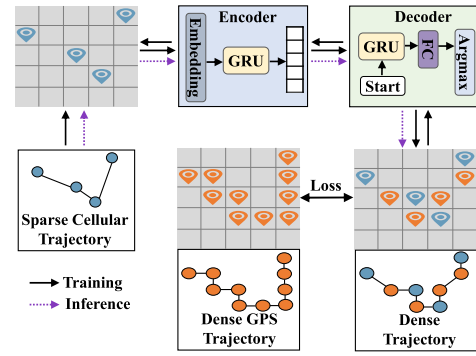 Encoder
Decoder
Embedding
GRU
GRU
FC
Argmax
Start
Sparse Cellular
Trajectory
Loss
Training
Inference
Dense GPS
Trajectory
Dense
Trajectory